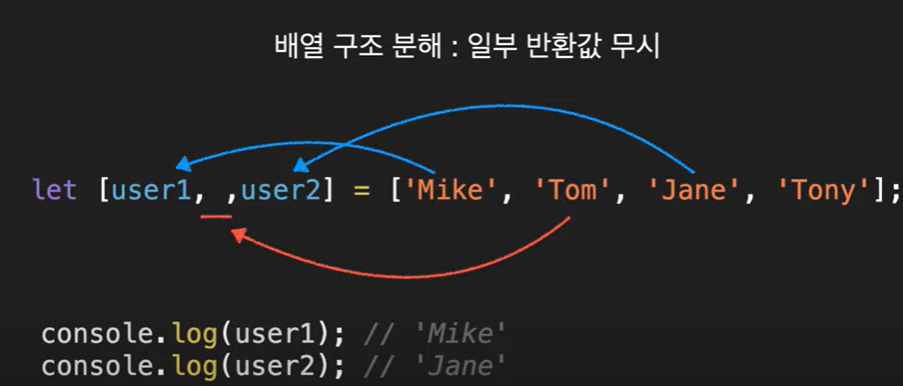 배열 구조 분해 : 일부 반환값 무시
let [user1, ,user2] = ['Mike', 'Tom', 'Jane', 'Tony'];
console.log(user1); // 'Mike'
console.log(user2); // 'Jane'